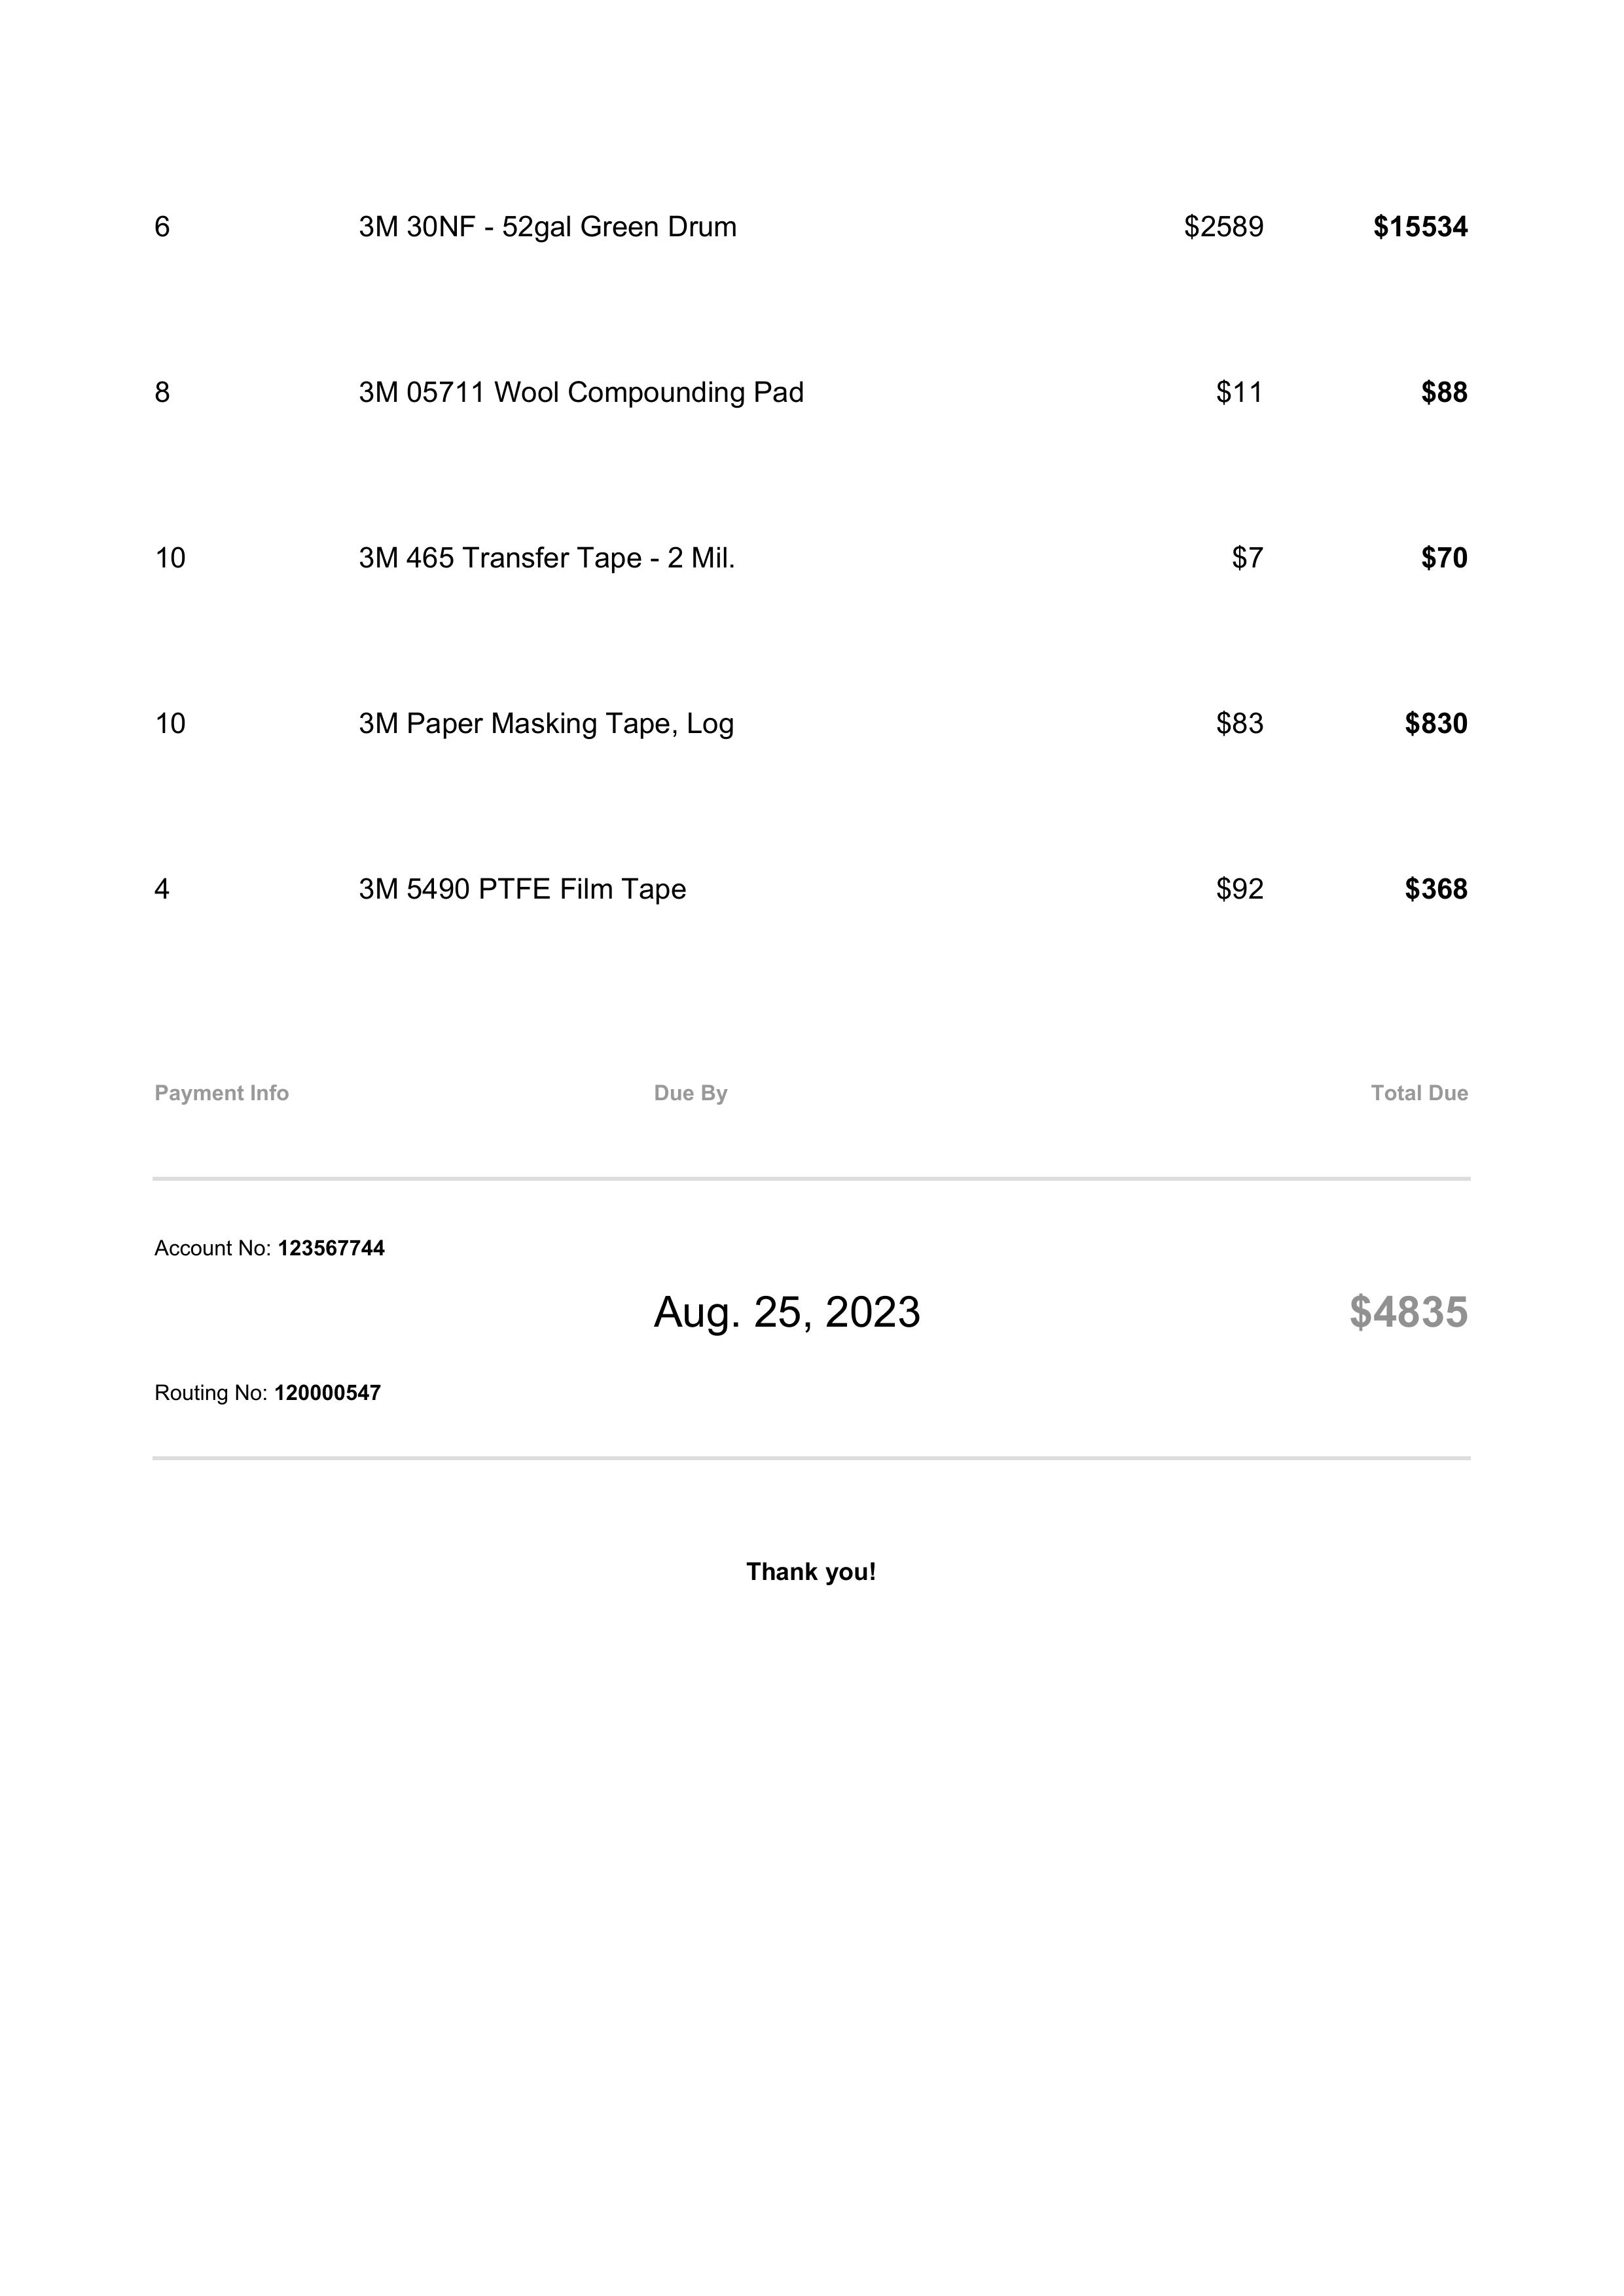 6 3M 30NF - 52gal Green Drum $2589 $15534
8 3M 05711 Wool Compounding Pad $11 $88
10 3M 465 Transfer Tape - 2 Mil. $7 $70
10 3M Paper Masking Tape, Log $83 $830
4 3M 5490 PTFE Film Tape $92 $368
Payment Info Due By Total Due
Account No: 123567744
Aug. 25, 2023 $4835
Routing No: 120000547
Thank you!